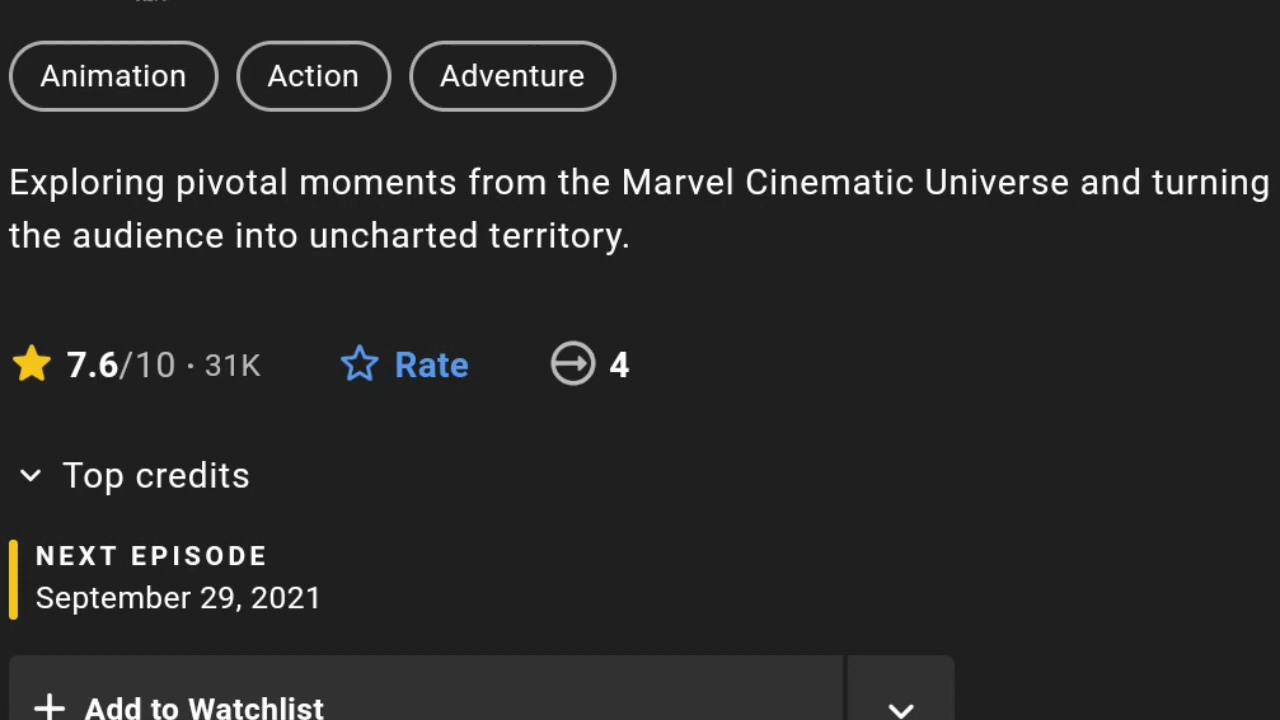 Animation Action Adventure
Exploring pivotal moments from the Marvel Cinematic Universe and turning
the audience into uncharted territory.
7.6/10 · 31K Rate 4
Top credits
NEXT EPISODE
September 29, 2021
+ Add to Watchlist